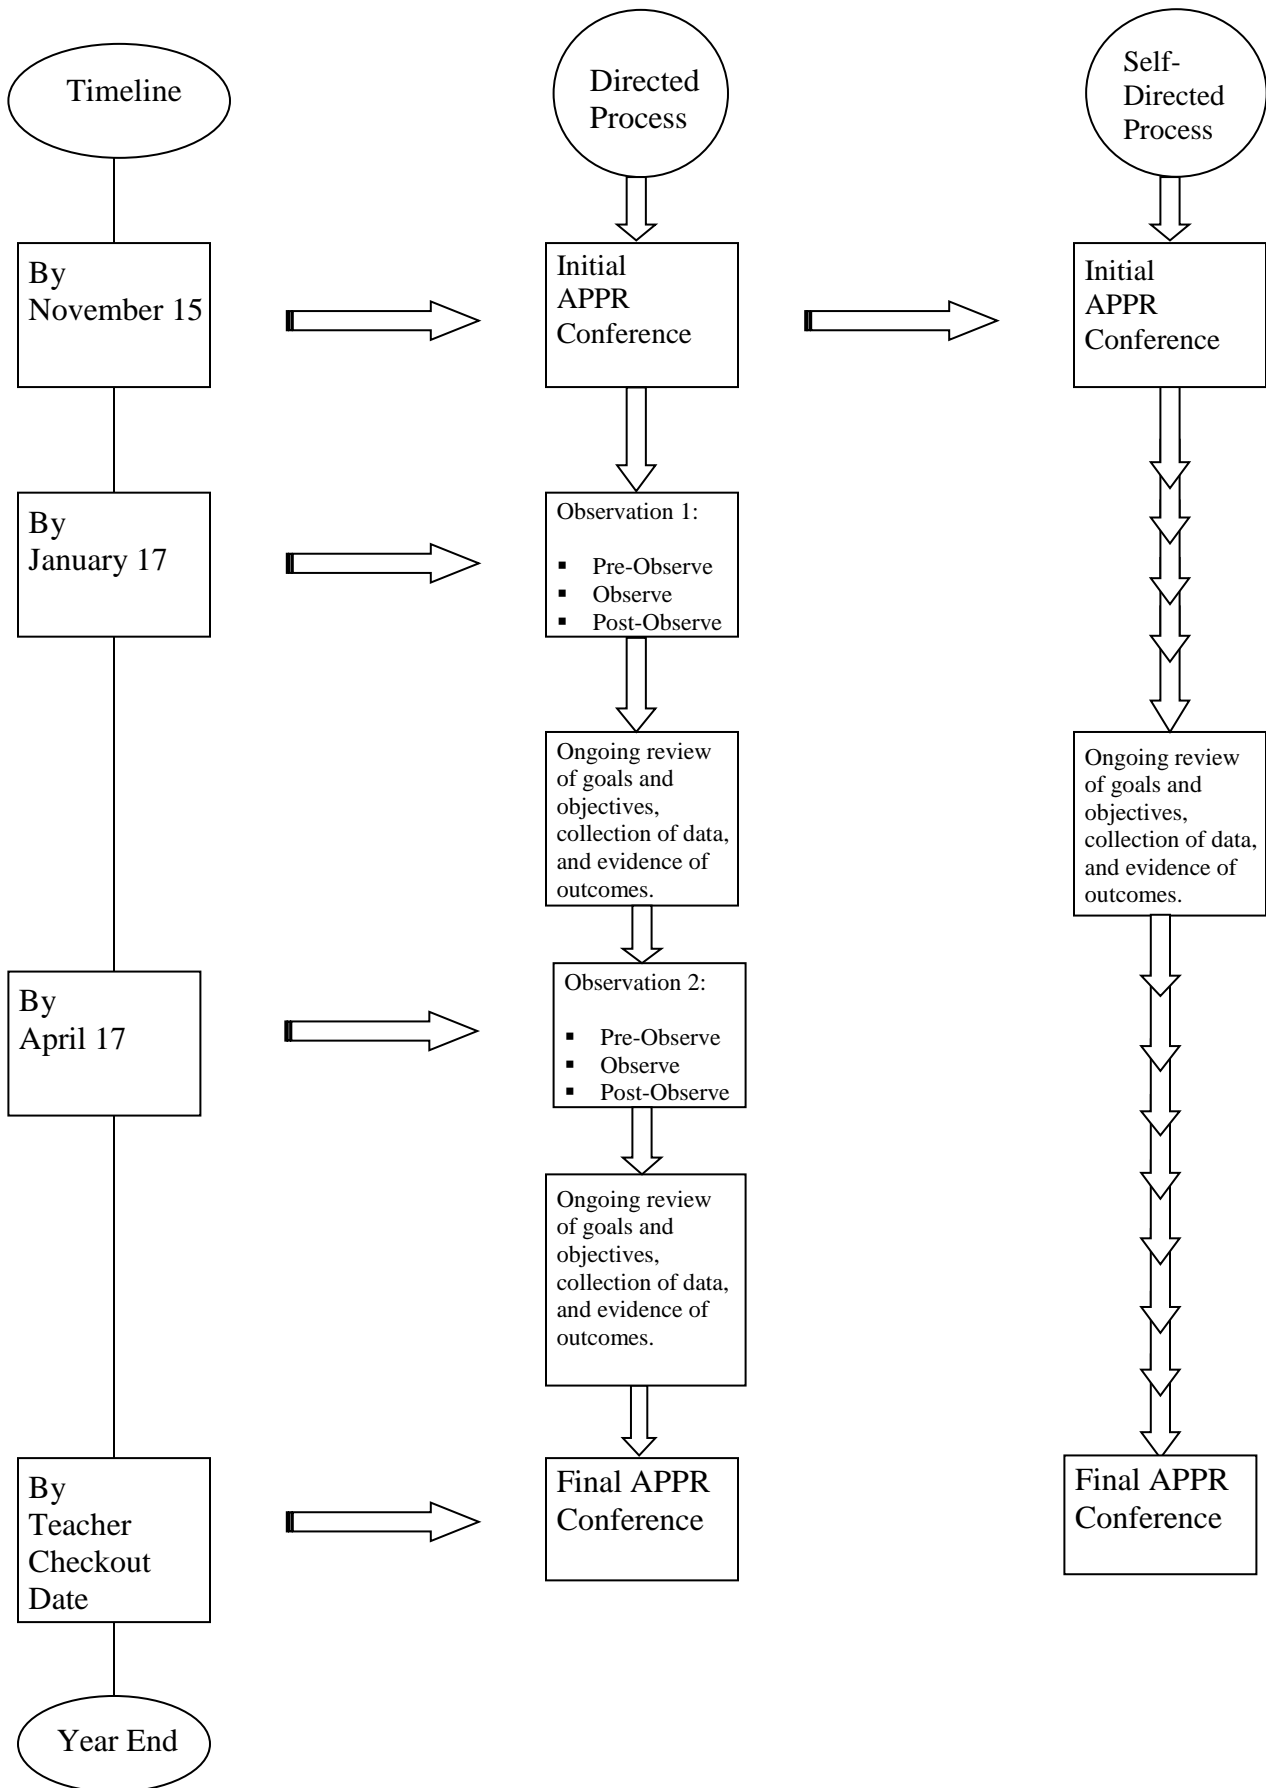 Timeline
Directed
Process
Self-
Directed
Process
By
November 15
Initial
APPR
Conference
Initial
APPR
Conference
By
January 17
Observation 1:
▪ Pre-Observe
▪ Observe
▪ Post-Observe
Ongoing review
of goals and
objectives,
collection of data,
and evidence of
outcomes.
Ongoing review
of goals and
objectives,
collection of data,
and evidence of
outcomes.
By
April 17
Observation 2:
▪ Pre-Observe
▪ Observe
▪ Post-Observe
Ongoing review
of goals and
objectives,
collection of data,
and evidence of
outcomes.
By
Teacher
Checkout
Date
Final APPR
Conference
Final APPR
Conference
Year End